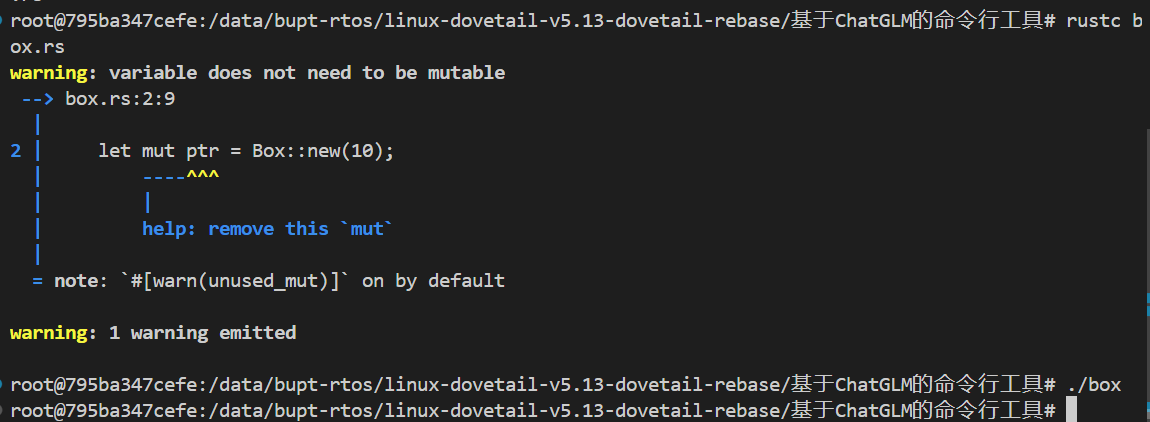 root@795ba347cefe:/data/bupt-rtos/linux-dovetail-v5.13-dovetail-rebase/基于ChatGLM的命令行工具# rustc b
ox.rs
warning: variable does not need to be mutable
 --> box.rs:2:9
  |
2 |     let mut ptr = Box::new(10);
  |         ----^^^
  |         |
  |         help: remove this `mut`
  |
  = note: `#[warn(unused_mut)]` on by default
warning: 1 warning emitted
root@795ba347cefe:/data/bupt-rtos/linux-dovetail-v5.13-dovetail-rebase/基于ChatGLM的命令行工具# ./box
root@795ba347cefe:/data/bupt-rtos/linux-dovetail-v5.13-dovetail-rebase/基于ChatGLM的命令行工具#